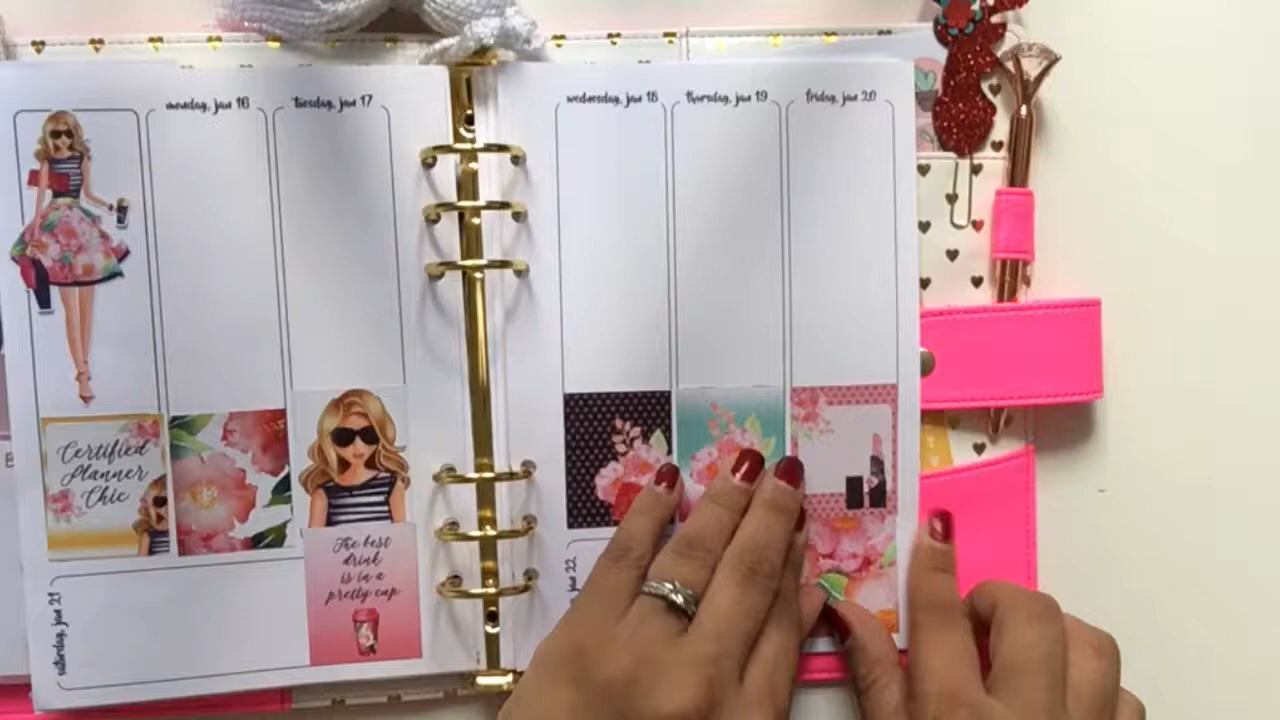 monday, jan 16
tuesday, jan 17
wednesday, jan 18
thursday, jan 19
friday, jan 20
Certified
Planner
Chic
The best
drink
is in a
pretty cup
saturday, jan 21
jan 22